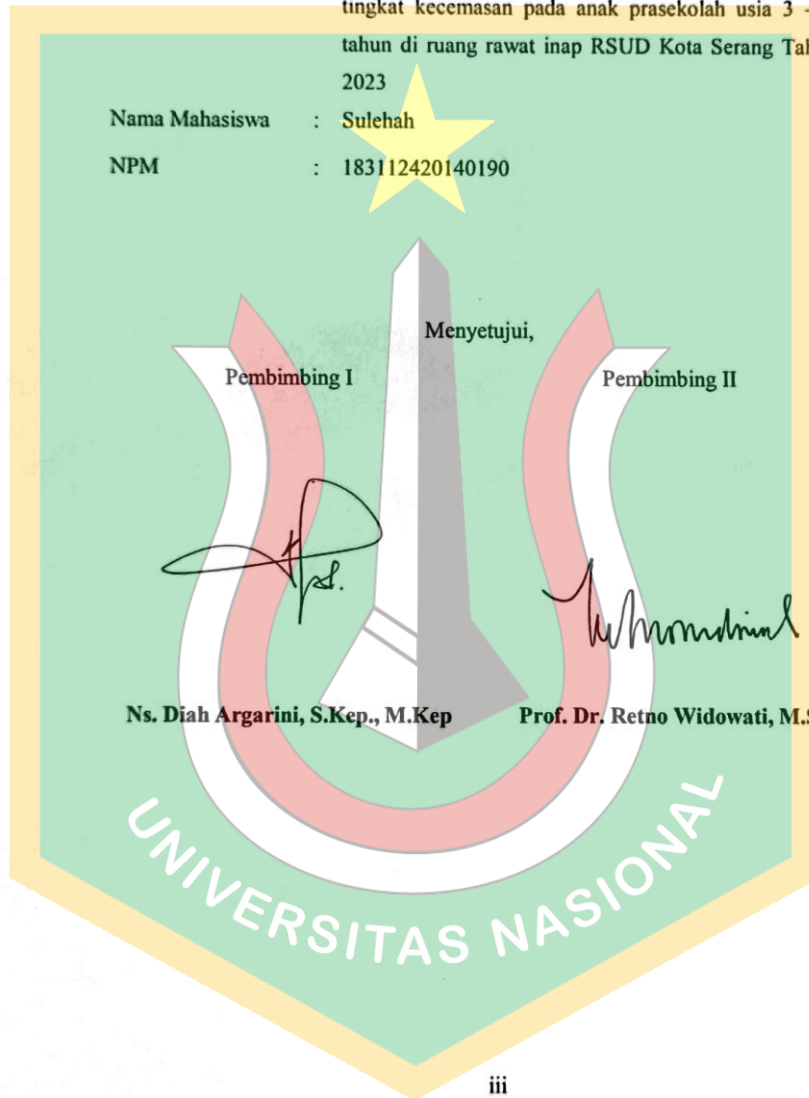 tingkat kecemasan pada anak prasekolah usia 3 -
tahun di ruang rawat inap RSUD Kota Serang
2023
Nama Mahasiswa : Sulehah
NPM : 183112420140190
Menyetujui,
Pembimbing I Pembimbing II
Ns. Diah Argarini, S.Kep., M.Kep Prof. Dr. Retno Widowati,
UNIVERSITAS NASIONAL
iii